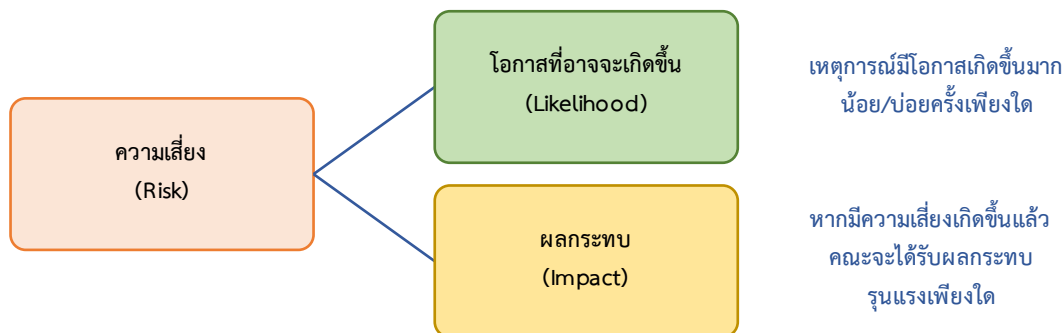 ความเสี่ยง
(Risk)
โอกาสที่อาจจะเกิดขึ้น
(Likelihood)
เหตุการณ์มีโอกาสเกิดขึ้นมาก
น้อย/บ่อยครั้งเพียงใด
ผลกระทบ
(Impact)
หากมีความเสี่ยงเกิดขึ้นแล้ว
คณะจะได้รับผลกระทบ
รุนแรงเพียงใด